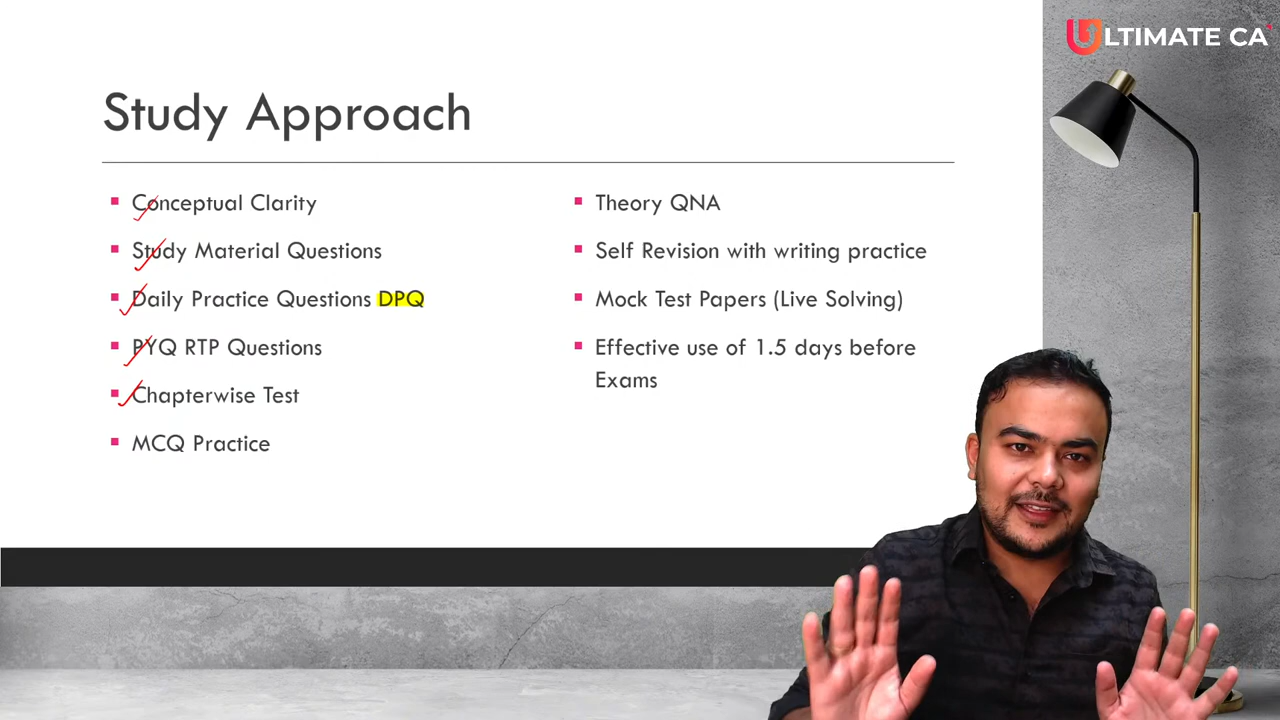 ULTIMATE CA
Study Approach
Conceptual Clarity
Study Material Questions
Daily Practice Questions DPQ
PYQ RTP Questions
Chapterwise Test
MCQ Practice
Theory QNA
Self Revision with writing practice
Mock Test Papers (Live Solving)
Effective use of 1.5 days before
Exams